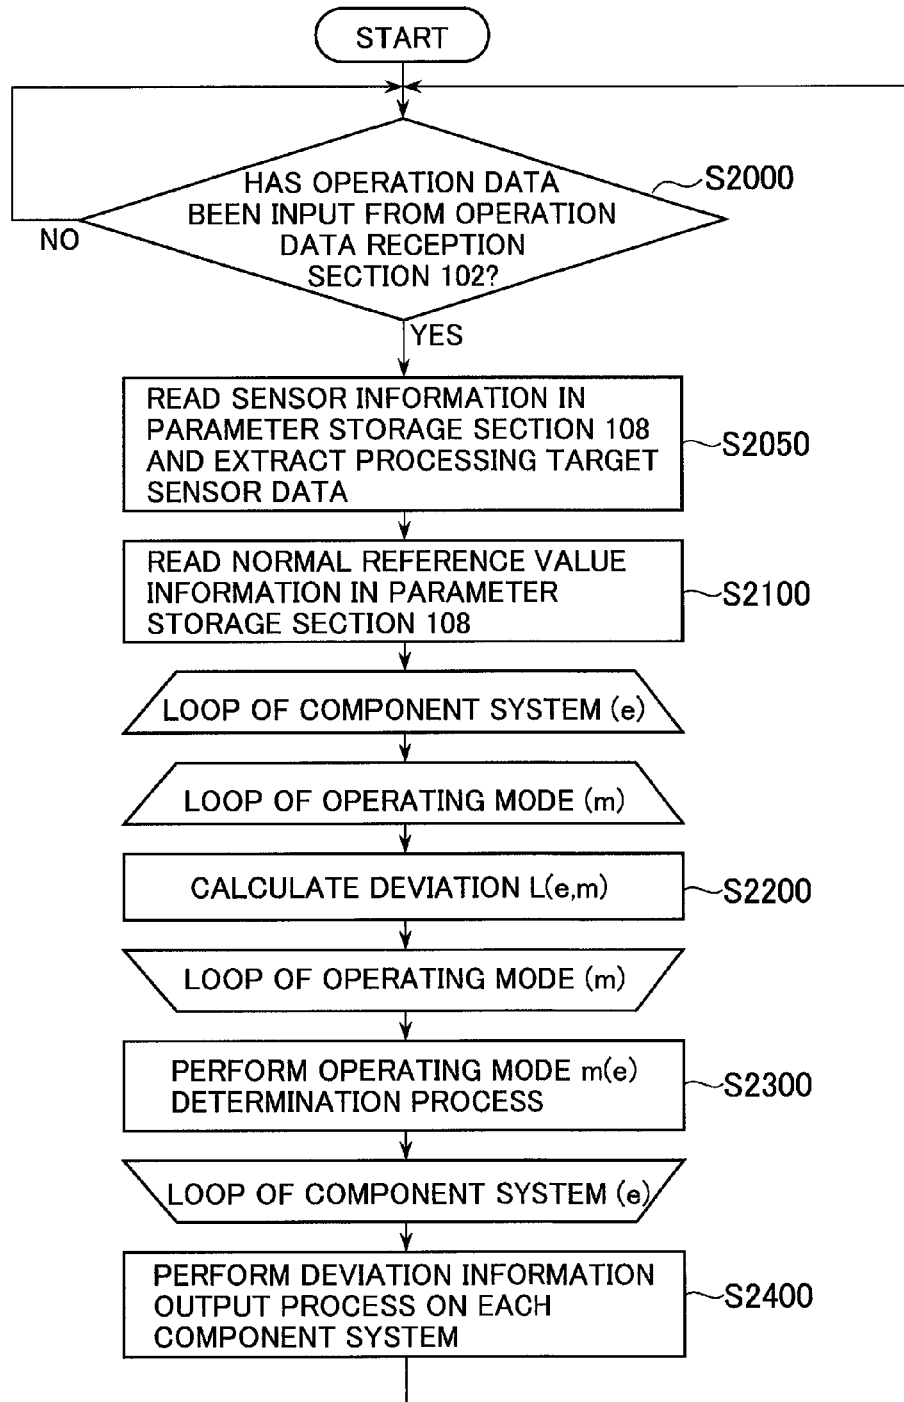 START
HAS OPERATION DATA
BEEN INPUT FROM OPERATION
DATA RECEPTION
SECTION 102?
S2000
NO
YES
READ SENSOR INFORMATION IN
PARAMETER STORAGE SECTION 108
AND EXTRACT PROCESSING TARGET
SENSOR DATA
S2050
READ NORMAL REFERENCE VALUE
INFORMATION IN PARAMETER
STORAGE SECTION 108
S2100
LOOP OF COMPONENT SYSTEM (e)
LOOP OF OPERATING MODE (m)
CALCULATE DEVIATION L(e,m)
S2200
LOOP OF OPERATING MODE (m)
PERFORM OPERATING MODE m(e)
DETERMINATION PROCESS
S2300
LOOP OF COMPONENT SYSTEM (e)
PERFORM DEVIATION INFORMATION
OUTPUT PROCESS ON EACH
COMPONENT SYSTEM
S2400